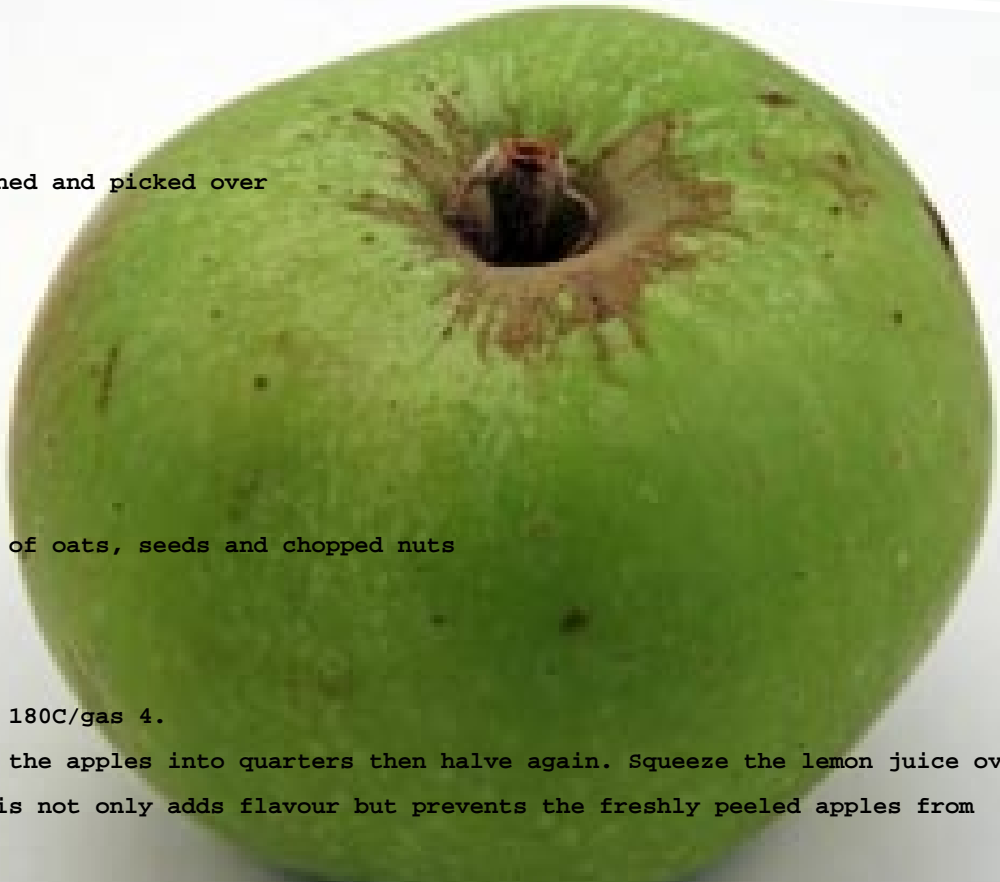 ned and picked over
of oats, seeds and chopped nuts
180C/gas 4.
the apples into quarters then halve again. Squeeze the lemon juice ov
is not only adds flavour but prevents the freshly peeled apples from